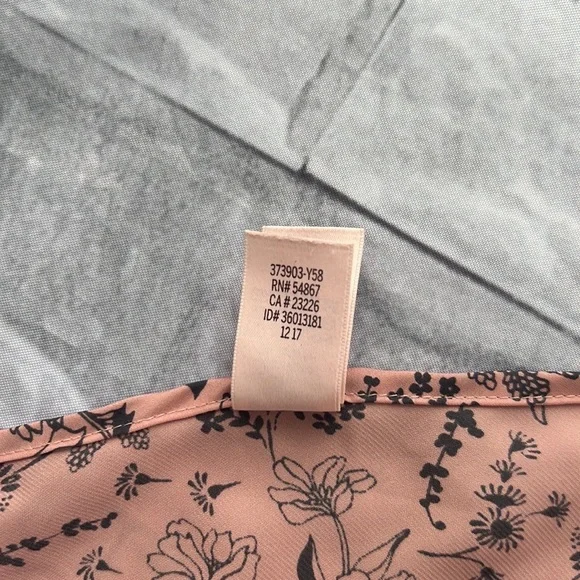 373903-Y58
RN# 54867
CA # 23226
ID# 36013181
12 17